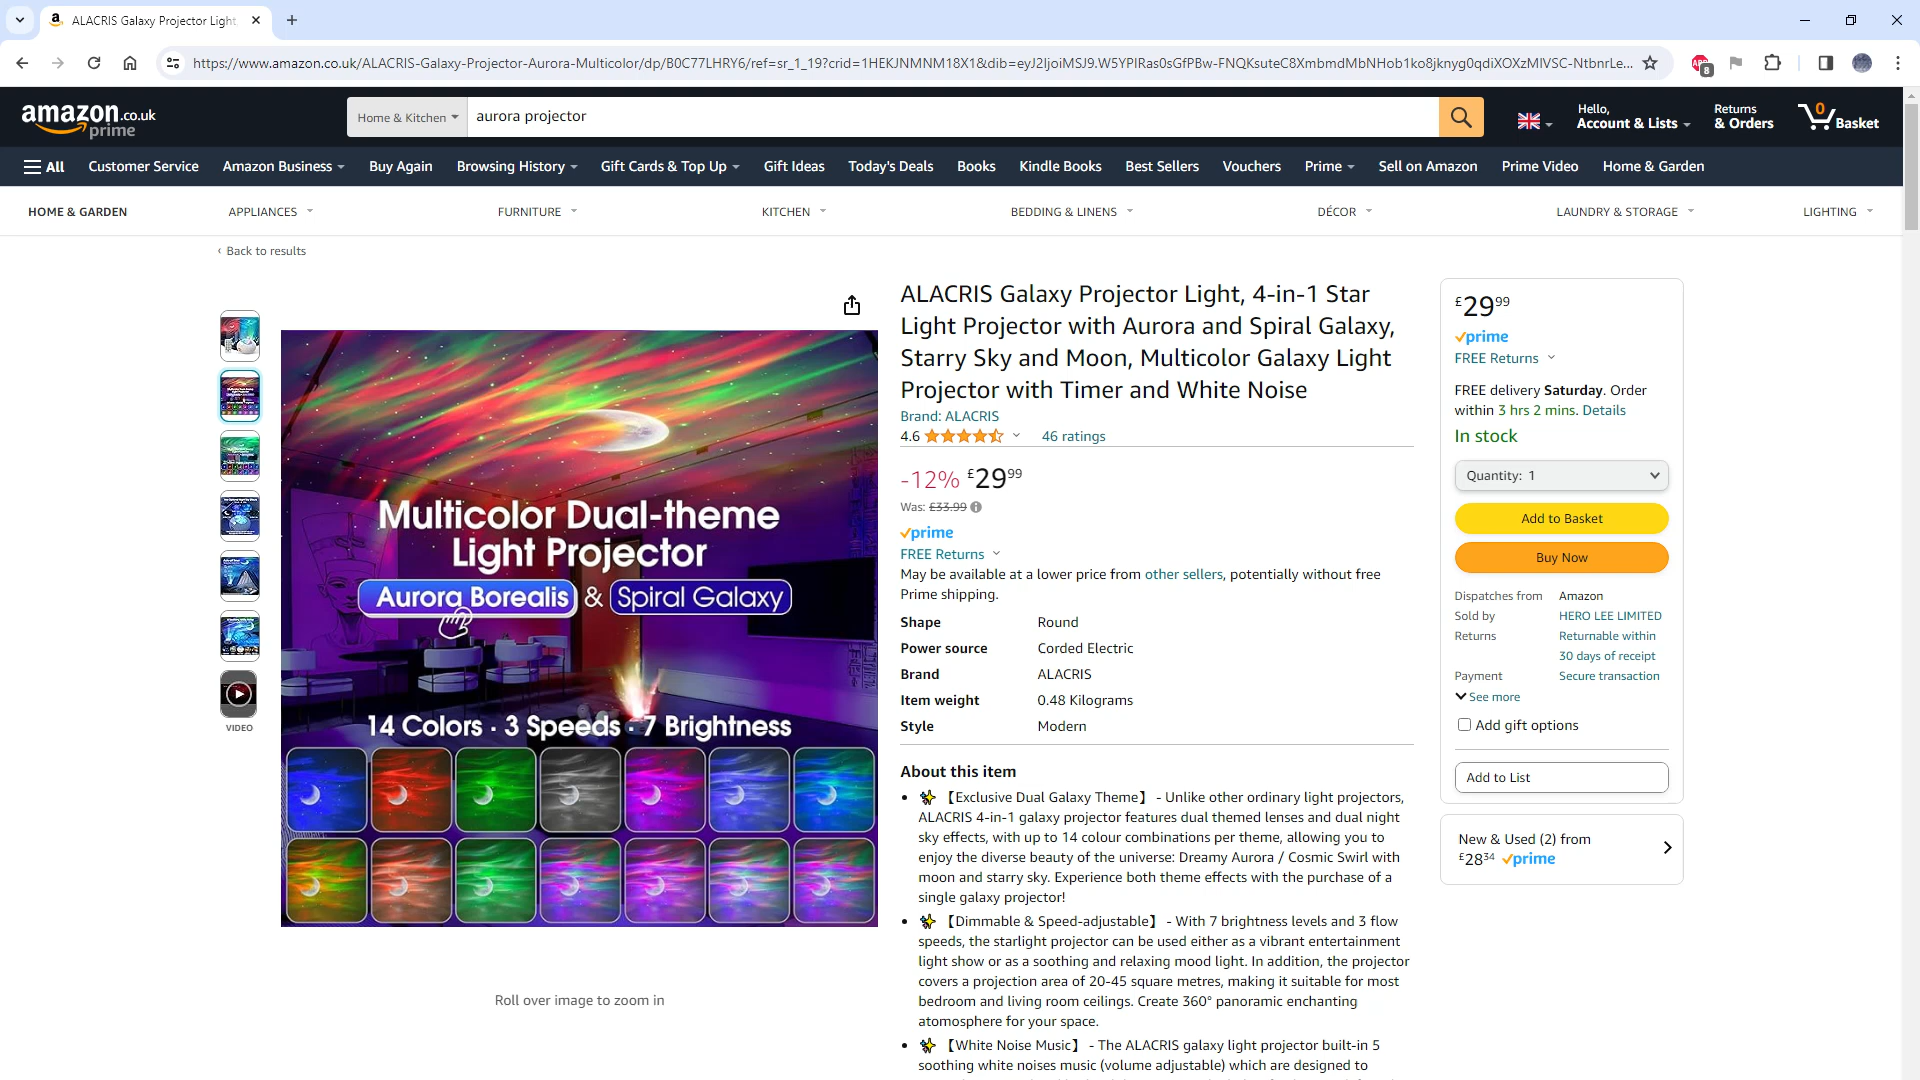 ALACRIS Galaxy Projector Light
https://www.amazon.co.uk/ALACRIS-Galaxy-Projector-Aurora-Multicolor/dp/B0C77LHRY6/ref=sr_1_19?crid=1HEKJNMNM18X1&dib=eyJ2IjoiMSJ9.W5YPIRas0sGfPBw-FNQKsuteC8XmbmdMbNHob1ko8jknyg0qdiXOXzMIVSC-NtbnrLe...
8
amazon.co.uk
prime
Home & Kitchen
aurora projector
Hello,
Account & Lists
Returns
& Orders
0
Basket
All
Customer Service
Amazon Business
Buy Again
Browsing History
Gift Cards & Top Up
Gift Ideas
Today's Deals
Books
Kindle Books
Best Sellers
Vouchers
Prime
Sell on Amazon
Prime Video
Home & Garden
HOME & GARDEN
APPLIANCES
FURNITURE
KITCHEN
BEDDING & LINENS
DÉCOR
LAUNDRY & STORAGE
LIGHTING
‹ Back to results
VIDEO
Multicolor Dual-theme
Light Projector
Aurora Borealis & Spiral Galaxy
14 Colors · 3 Speeds · 7 Brightness
Roll over image to zoom in
ALACRIS Galaxy Projector Light, 4-in-1 Star
Light Projector with Aurora and Spiral Galaxy,
Starry Sky and Moon, Multicolor Galaxy Light
Projector with Timer and White Noise
Brand: ALACRIS
4.6
46 ratings
-12% £2999
Was: £33.99
prime
FREE Returns
May be available at a lower price from other sellers, potentially without free
Prime shipping.
Shape Round
Power source Corded Electric
Brand ALACRIS
Item weight 0.48 Kilograms
Style Modern
About this item
• ✨ 【Exclusive Dual Galaxy Theme】 - Unlike other ordinary light projectors,
ALACRIS 4-in-1 galaxy projector features dual themed lenses and dual night
sky effects, with up to 14 colour combinations per theme, allowing you to
enjoy the diverse beauty of the universe: Dreamy Aurora / Cosmic Swirl with
moon and starry sky. Experience both theme effects with the purchase of a
single galaxy projector!
• ✨ 【Dimmable & Speed-adjustable】 - With 7 brightness levels and 3 flow
speeds, the starlight projector can be used either as a vibrant entertainment
light show or as a soothing and relaxing mood light. In addition, the projector
covers a projection area of 20-45 square metres, making it suitable for most
bedroom and living room ceilings. Create 360° panoramic enchanting
atomosphere for your space.
• ✨ 【White Noise Music】 - The ALACRIS galaxy light projector built-in 5
soothing white noises music (volume adjustable) which are designed to
£2999
prime
FREE Returns
FREE delivery Saturday. Order
within 3 hrs 2 mins. Details
In stock
Quantity: 1
Add to Basket
Buy Now
Dispatches from Amazon
Sold by HERO LEE LIMITED
Returns Returnable within
30 days of receipt
Payment Secure transaction
See more
Add gift options
Add to List
New & Used (2) from
£2834 prime